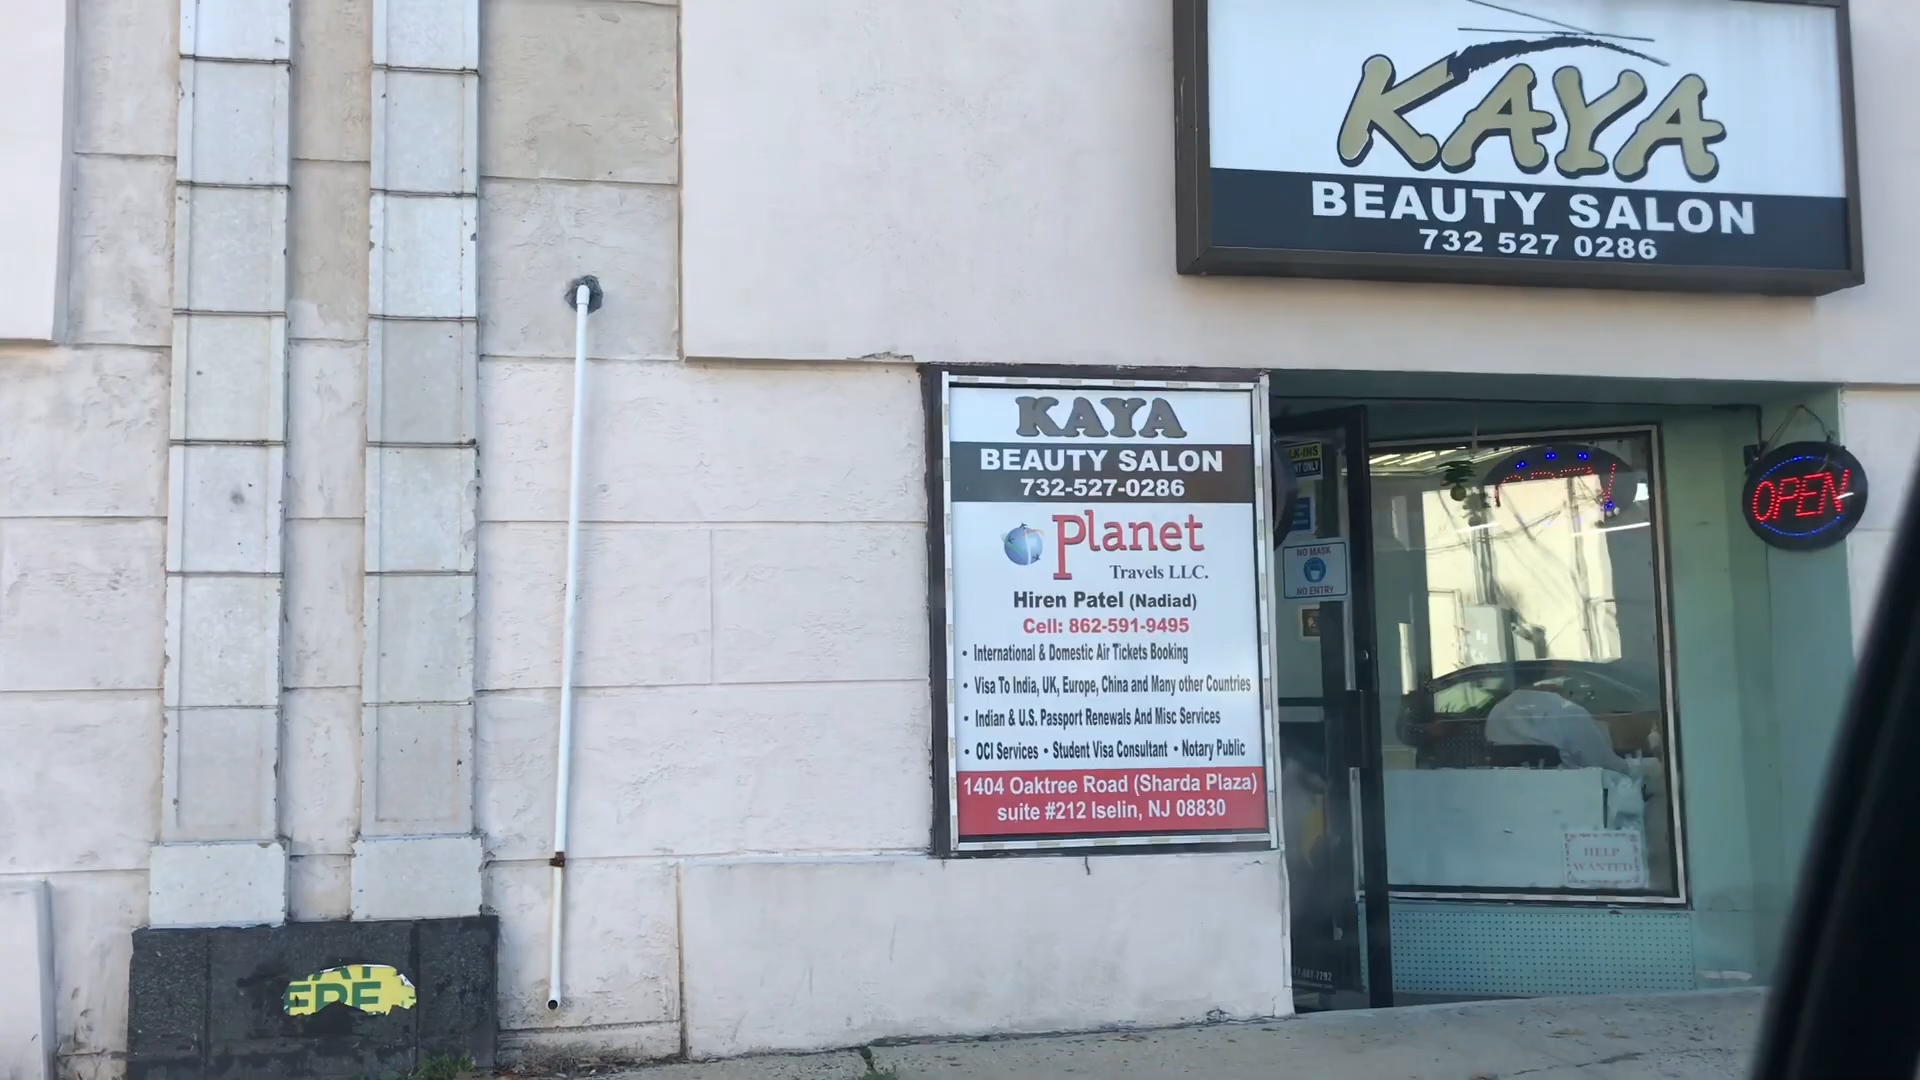 KAYA
BEAUTY SALON
732 527 0286
KAYA
BEAUTY SALON
732-527-0286
Planet
Travels LLC.
Hiren Patel (Nadiad)
Cell: 862-591-9495
• International & Domestic Air Tickets Booking
• Visa To India, UK, Europe, China and Many other Countries
• Indian & U.S. Passport Renewals And Misc Services
• OCI Services • Student Visa Consultant • Notary Public
1404 Oaktree Road (Sharda Plaza)
suite #212 Iselin, NJ 08830
NO MASK
NO ENTRY
OPEN
HELP
WANTED